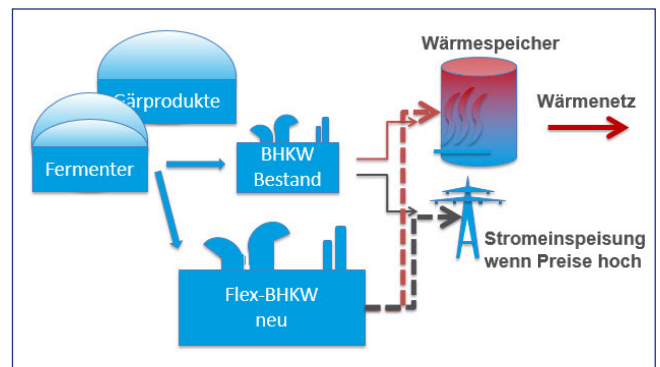 Wärmespeicher
Gärprodukte
Wärmenetz
Fermenter
BHKW
Bestand
Stromeinspeisung
wenn Preise hoch
Flex-BHKW
neu